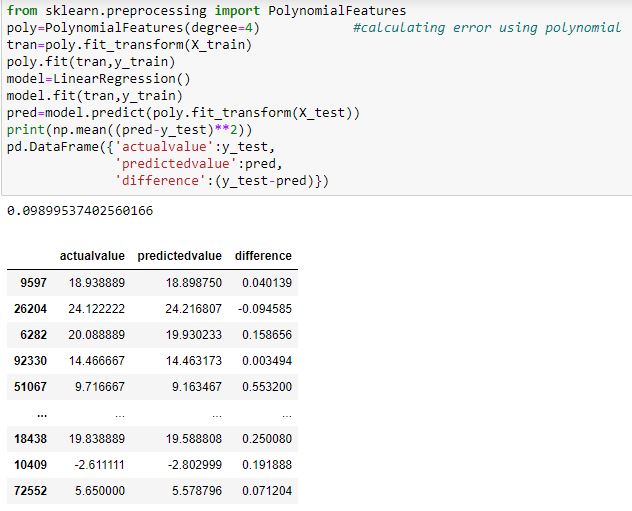 from sklearn.preprocessing import PolynomialFeatures
poly=PolynomialFeatures(degree=4)            #calculating error using polynomial
tran=poly.fit_transform(X_train)
poly.fit(tran,y_train)
model=LinearRegression()
model.fit(tran,y_train)
pred=model.predict(poly.fit_transform(X_test))
print(np.mean((pred-y_test)**2))
pd.DataFrame({'actualvalue':y_test,
              'predictedvalue':pred,
              'difference':(y_test-pred)})
0.09899537402560166
actualvalue predictedvalue difference
9597 18.938889 18.898750 0.040139
26204 24.122222 24.216807 -0.094585
6282 20.088889 19.930233 0.158656
92330 14.466667 14.463173 0.003494
51067 9.716667 9.163467 0.553200
... ... ... ...
18438 19.838889 19.588808 0.250080
10409 -2.611111 -2.802999 0.191888
72552 5.650000 5.578796 0.071204